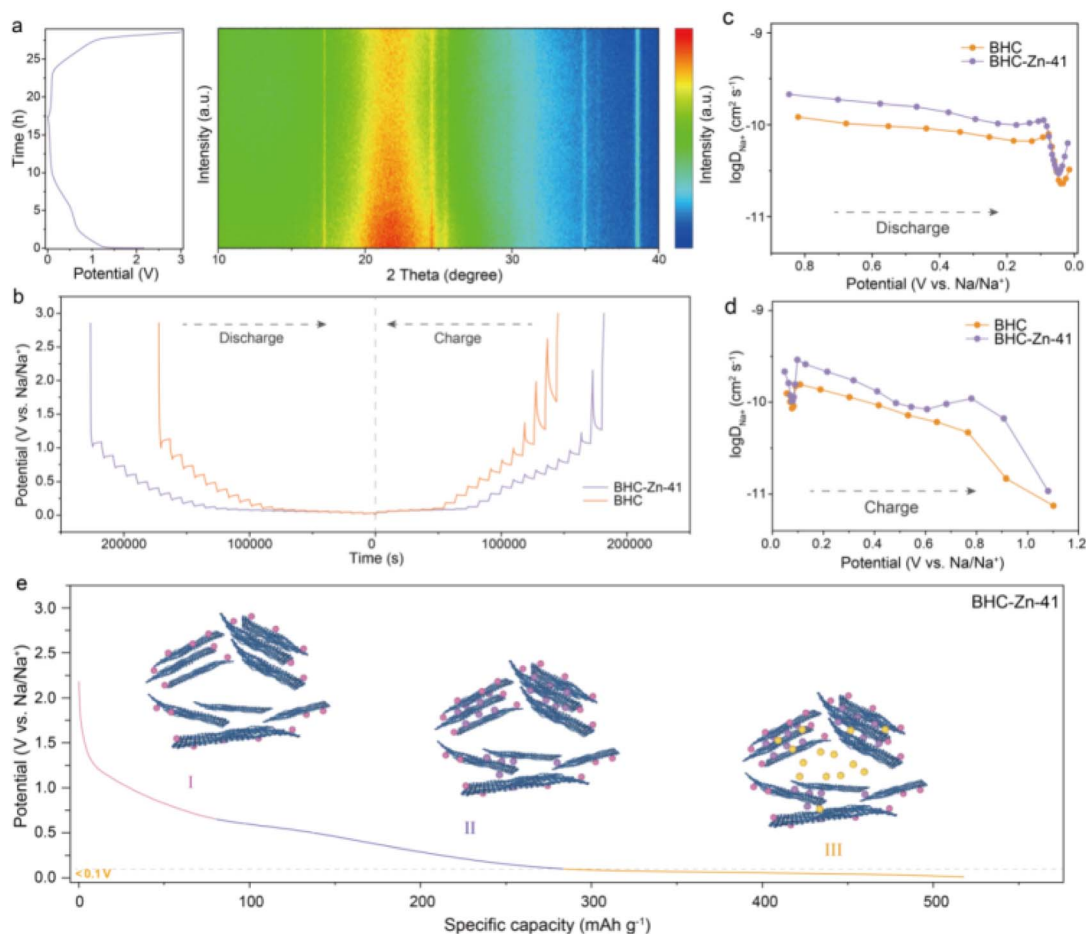 a
Time (h)
25
20
15
10
5
0
0 1 2 3
Potential (V)
Intensity (a.u.)
10 20 30 40
2 Theta (degree)
Intensity (a.u.)
c
-9
-10
-11
logD Na+ (cm² s⁻¹)
BHC
BHC-Zn-41
Discharge
0.8 0.6 0.4 0.2 0.0
Potential (V vs. Na/Na⁺)
b
3.0
2.5
2.0
1.5
1.0
0.5
0.0
Potential (V vs. Na/Na⁺)
Discharge
Charge
BHC-Zn-41
BHC
200000 100000 0 100000 200000
Time (s)
d
-9
-10
-11
logD Na+ (cm² s⁻¹)
BHC
BHC-Zn-41
Charge
0.0 0.2 0.4 0.6 0.8 1.0 1.2
Potential (V vs. Na/Na⁺)
e
BHC-Zn-41
3.0
2.5
2.0
1.5
1.0
0.5
0.0
Potential (V vs. Na/Na⁺)
I
II
III
<0.1 V
0 100 200 300 400 500
Specific capacity (mAh g⁻¹)